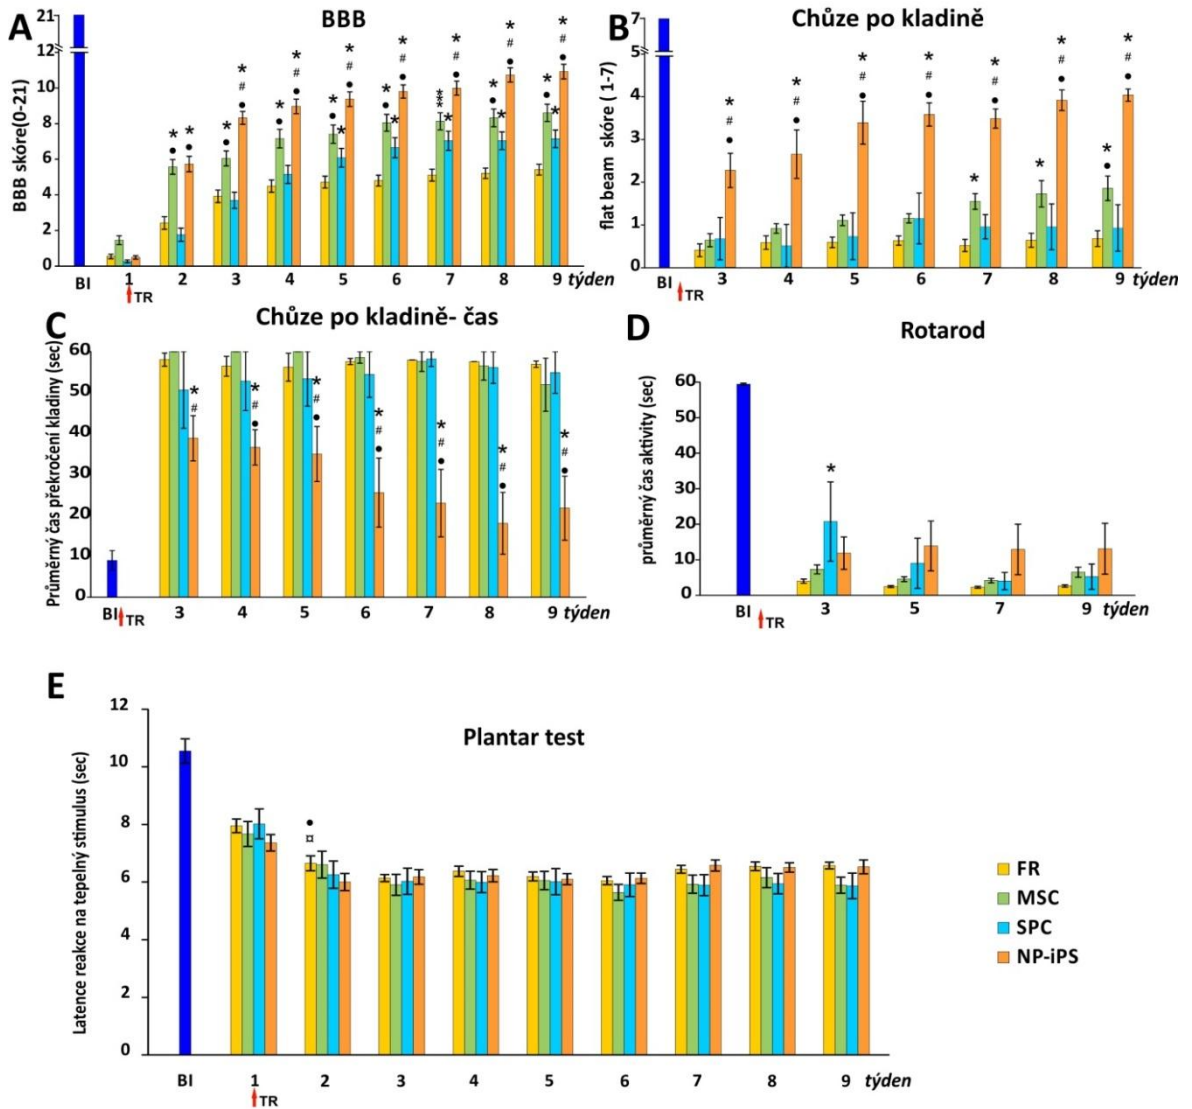 A
BBB
BBB skóre(0-21)
21
12
10
8
6
4
2
0
BI
1
2
3
4
5
6
7
8
9 týden
TR
B
Chůze po kladině
flat beam skóre (1-7)
7
5
4
3
2
1
0
BI
3
4
5
6
7
8
9 týden
TR
C
Chůze po kladině- čas
Průměrný čas překročení kladiny (sec)
60
50
40
30
20
10
0
BI
3
4
5
6
7
8
9 týden
TR
D
Rotarod
průměrný čas aktivity (sec)
60
50
40
30
20
10
0
BI
3
5
7
9 týden
TR
E
Plantar test
Latence reakce na tepelný stimulus (sec)
12
10
8
6
4
2
0
BI
1
2
3
4
5
6
7
8
9 týden
TR
FR
MSC
SPC
NP-iPS